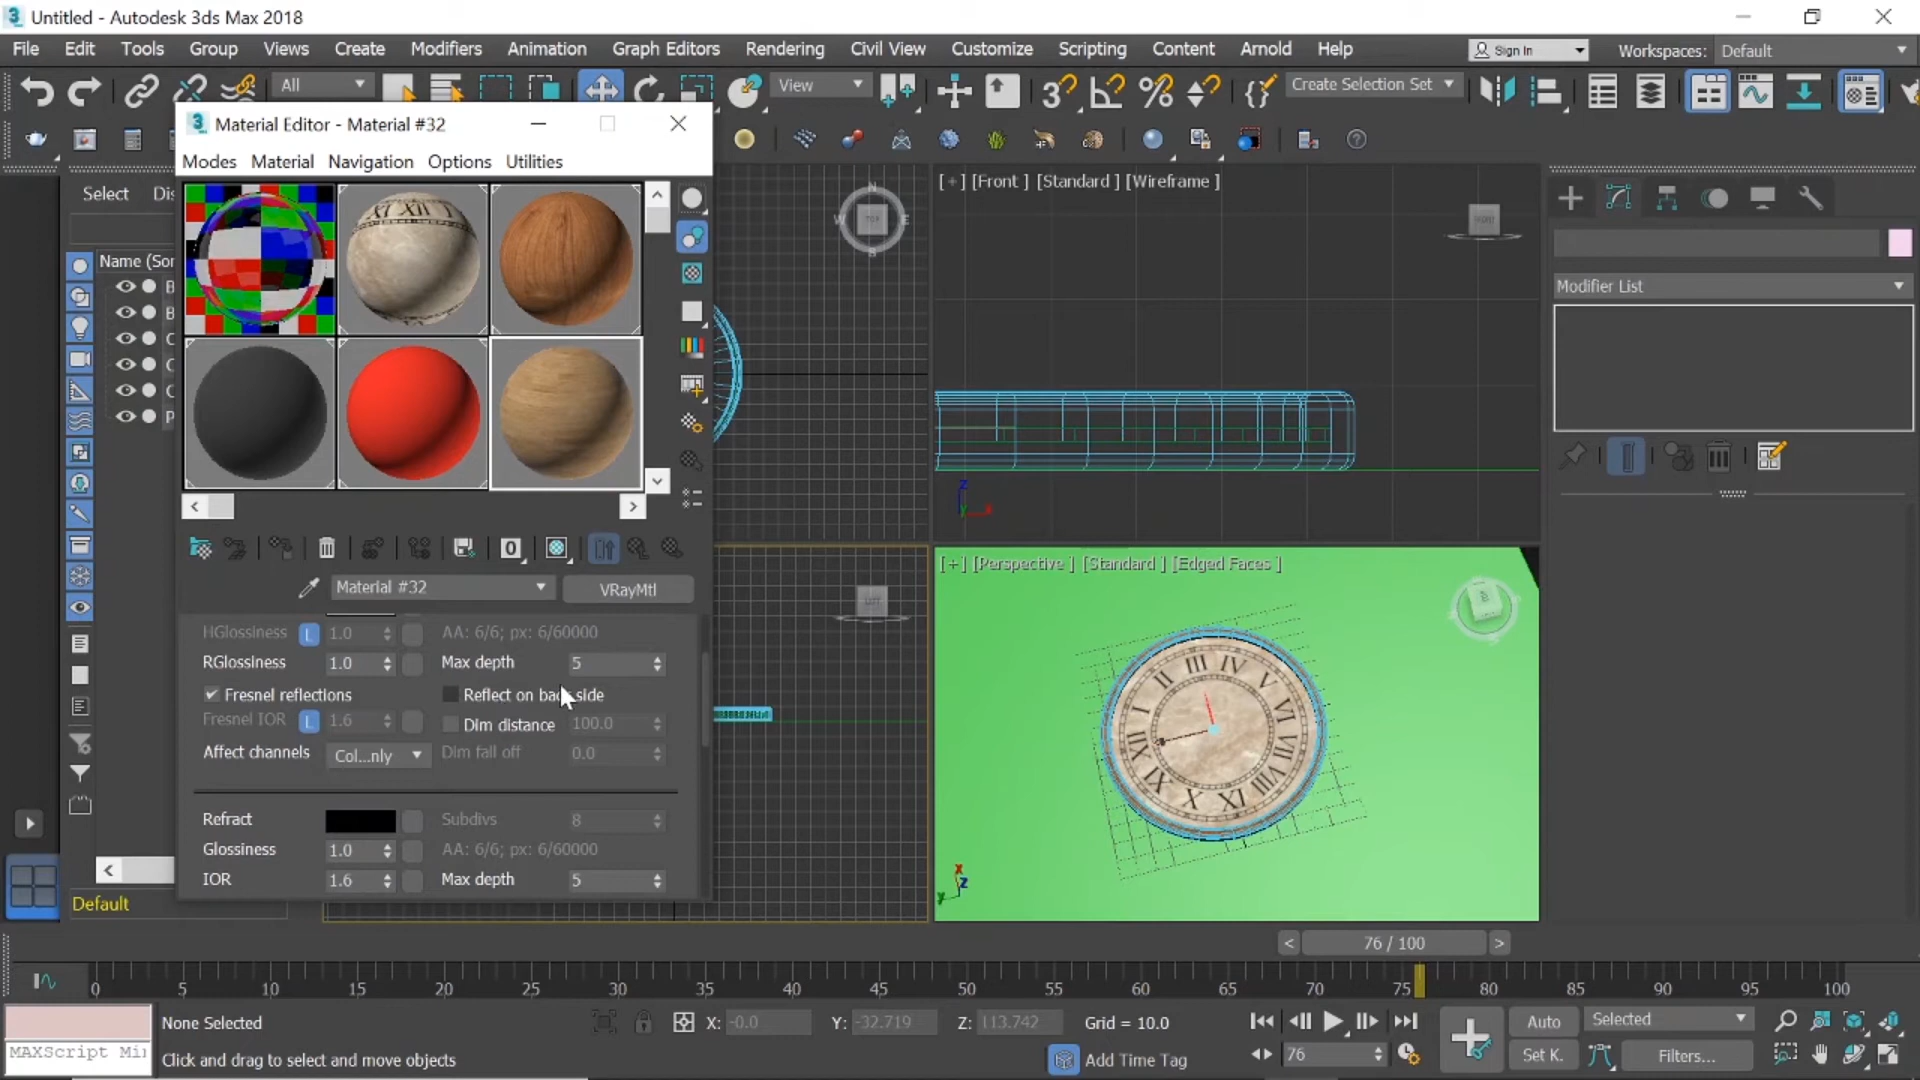 Untitled - Autodesk 3ds Max 2018
File Edit Tools Group Views Create Modifiers Animation Graph Editors Rendering Civil View Customize Scripting Content Arnold Help Sign In Workspaces: Default
All View Create Selection Set
Material Editor - Material #32
Modes Material Navigation Options Utilities
Select Dis
Name (Sor
Material #32 VRayMtl
HGlossiness L 1.0 AA: 6/6; px: 6/60000
RGlossiness 1.0 Max depth 5
Fresnel reflections Reflect on back side
Fresnel IOR L 1.6 Dim distance 100.0
Affect channels Col...nly Dim fall off 0.0
Refract Subdivs 8
Glossiness 1.0 AA: 6/6; px: 6/60000
IOR 1.6 Max depth 5
Default
[+] [Front ] [Standard ] [Wireframe ]
[+] [Perspective ] [Standard ] [Edged Faces ]
Modifier List
76 / 100
0 5 10 15 20 25 30 35 40 45 50 55 60 65 70 75 80 85 90 95 100
None Selected X: -0.0 Y: -32.719 Z: 113.742 Grid = 10.0 Auto Selected
MAXScript Mi
Click and drag to select and move objects Add Time Tag 76 Set K. Filters...